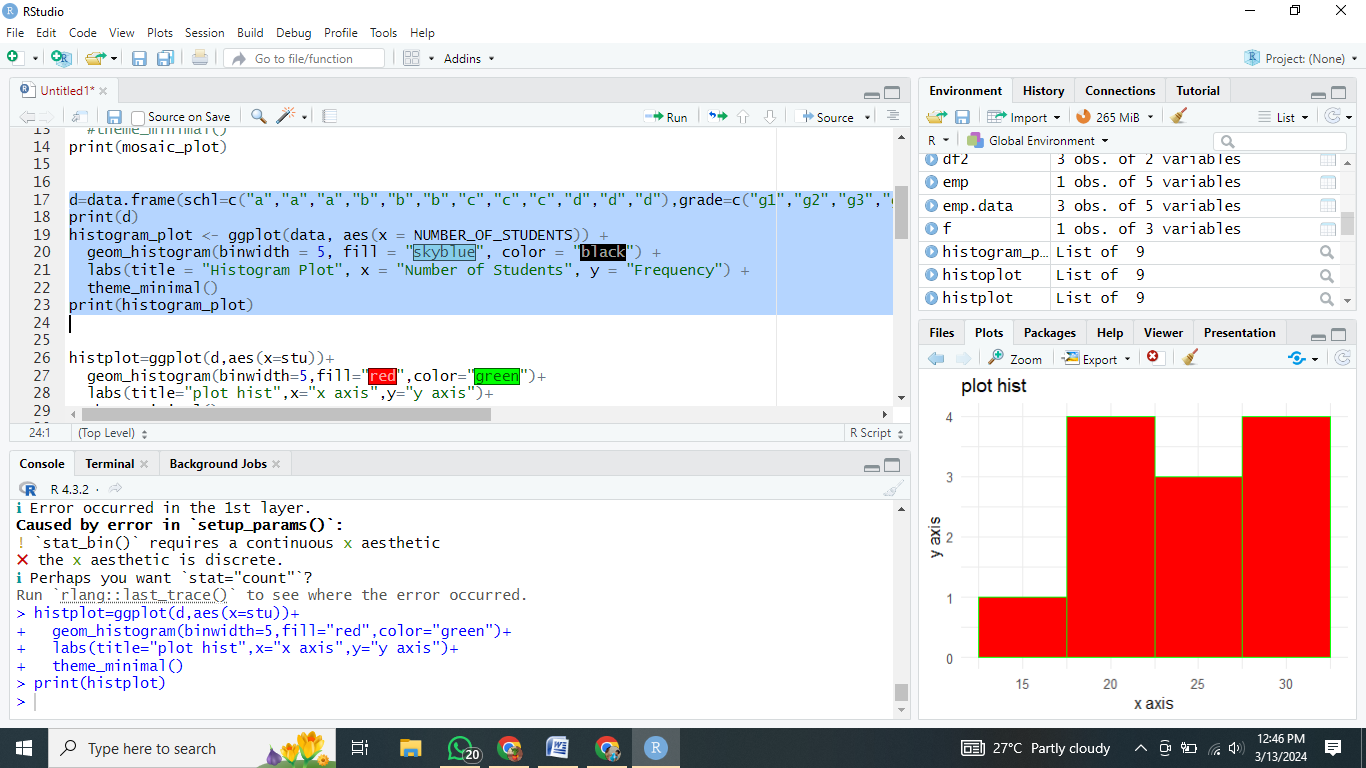 RStudio
File Edit Code View Plots Session Build Debug Profile Tools Help
Go to file/function Addins Project: (None)
Untitled1*
Source on Save Run Source
13 #theme_minimal()
14 print(mosaic_plot)
15
16
17 d=data.frame(schl=c("a","a","a","b","b","b","c","c","c","d","d","d"),grade=c("g1","g2","g3","
18 print(d)
19 histogram_plot <- ggplot(data, aes(x = NUMBER_OF_STUDENTS)) +
20 geom_histogram(binwidth = 5, fill = "skyblue", color = "black") +
21 labs(title = "Histogram Plot", x = "Number of Students", y = "Frequency") +
22 theme_minimal()
23 print(histogram_plot)
24
25
26 histplot=ggplot(d,aes(x=stu))+
27 geom_histogram(binwidth=5,fill="red",color="green")+
28 labs(title="plot hist",x="x axis",y="y axis")+
29
24:1 (Top Level) R Script
Console Terminal Background Jobs
R 4.3.2 ·
i Error occurred in the 1st layer.
Caused by error in `setup_params()`:
! `stat_bin()` requires a continuous x aesthetic
✖ the x aesthetic is discrete.
i Perhaps you want `stat="count"`?
Run `rlang::last_trace()` to see where the error occurred.
> histplot=ggplot(d,aes(x=stu))+
+ geom_histogram(binwidth=5,fill="red",color="green")+
+ labs(title="plot hist",x="x axis",y="y axis")+
+ theme_minimal()
> print(histplot)
>
Environment History Connections Tutorial
Import 265 MiB List
R Global Environment
df2 3 obs. of 2 variables
emp 1 obs. of 5 variables
emp.data 3 obs. of 5 variables
f 1 obs. of 3 variables
histogram_p… List of 9
histoplot List of 9
histplot List of 9
Files Plots Packages Help Viewer Presentation
Zoom Export
plot hist
4
3
2
1
0
y axis
15 20 25 30
x axis
Type here to search
20
27°C Partly cloudy
12:46 PM
3/13/2024